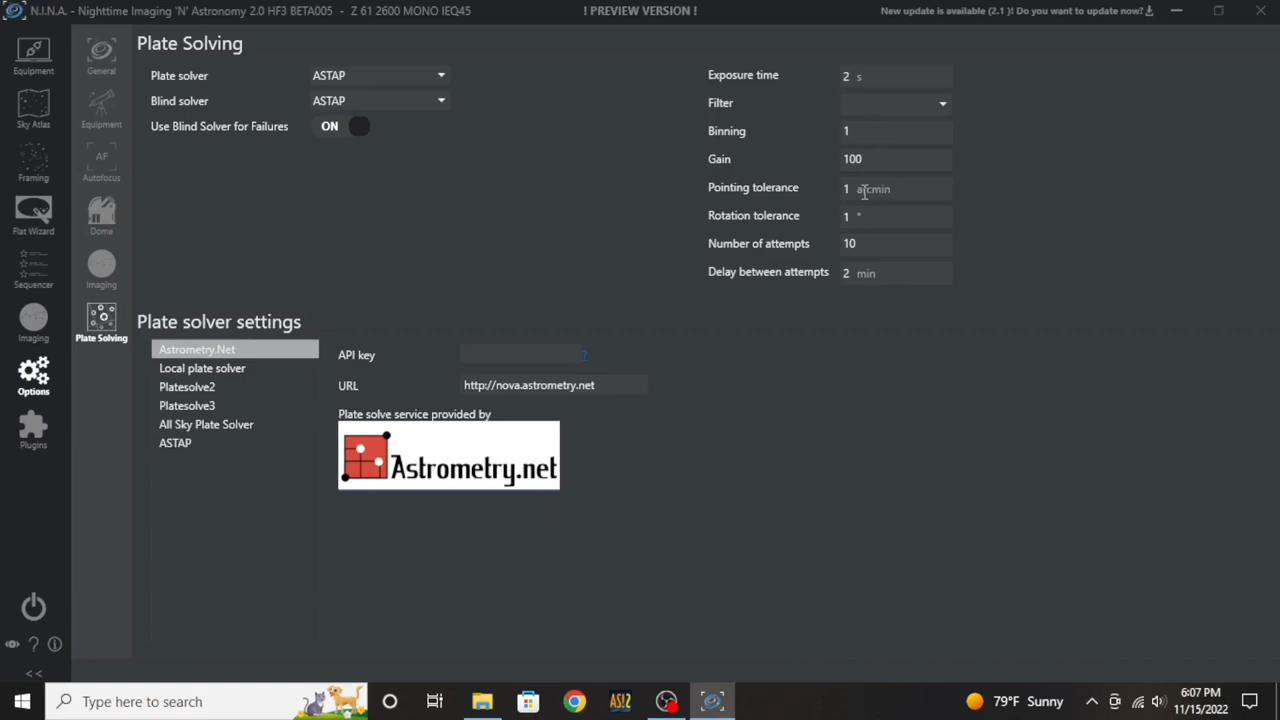 N.I.N.A. - Nighttime Imaging 'N' Astronomy 2.0 HF3 BETA005 - Z 61 2600 MONO IEQ45
! PREVIEW VERSION !
New update is available (2.1 )! Do you want to update now?
Equipment
Sky Atlas
Framing
Flat Wizard
Sequencer
Imaging
Options
Plugins
<<
General
Equipment
AF
Autofocus
Dome
Imaging
Plate Solving
Plate Solving
Plate solver ASTAP
Blind solver ASTAP
Use Blind Solver for Failures ON
Exposure time 2 s
Filter
Binning 1
Gain 100
Pointing tolerance 1 arcmin
Rotation tolerance 1 °
Number of attempts 10
Delay between attempts 2 min
Plate solver settings
Astrometry.Net
Local plate solver
Platesolve2
Platesolve3
All Sky Plate Solver
ASTAP
API key ?
URL http://nova.astrometry.net
Plate solve service provided by
Astrometry.net
Type here to search
79°F Sunny
6:07 PM
11/15/2022